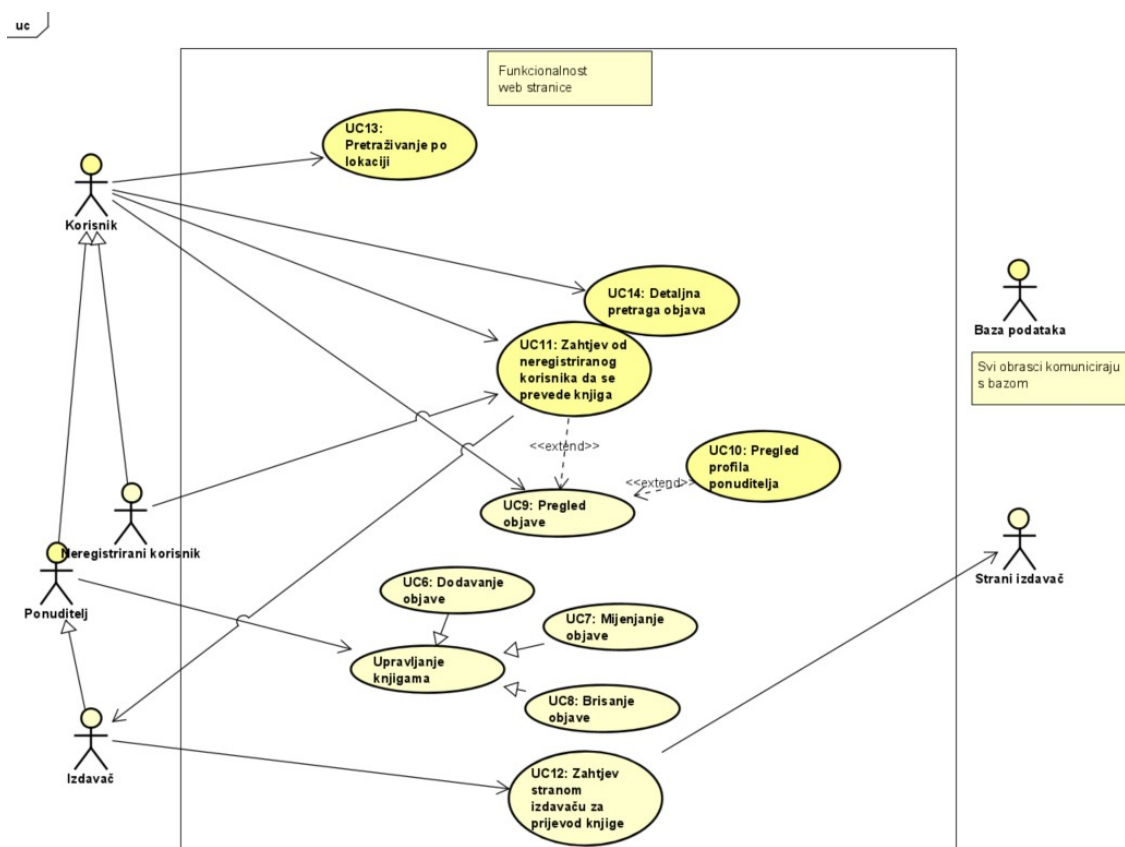 uc
Funkcionalnost
web stranice
UC13:
Pretraživanje po
lokaciji
Korisnik
UC14: Detaljna
pretraga objava
Baza podataka
UC11: Zahtjev od
neregistriranog
korisnika da se
prevede knjiga
Svi obrasci komuniciraju
s bazom
<<extend>>
UC10: Pregled
profila
ponuditelja
<<extend>>
UC9: Pregled
objave
Neregistrirani korisnik
Strani izdavač
UC6: Dodavanje
objave
Ponuditelj
UC7: Mijenjanje
objave
Upravljanje
knjigama
UC8: Brisanje
objave
Izdavač
UC12: Zahtjev
stranom
izdavaču za
prijevod knjige